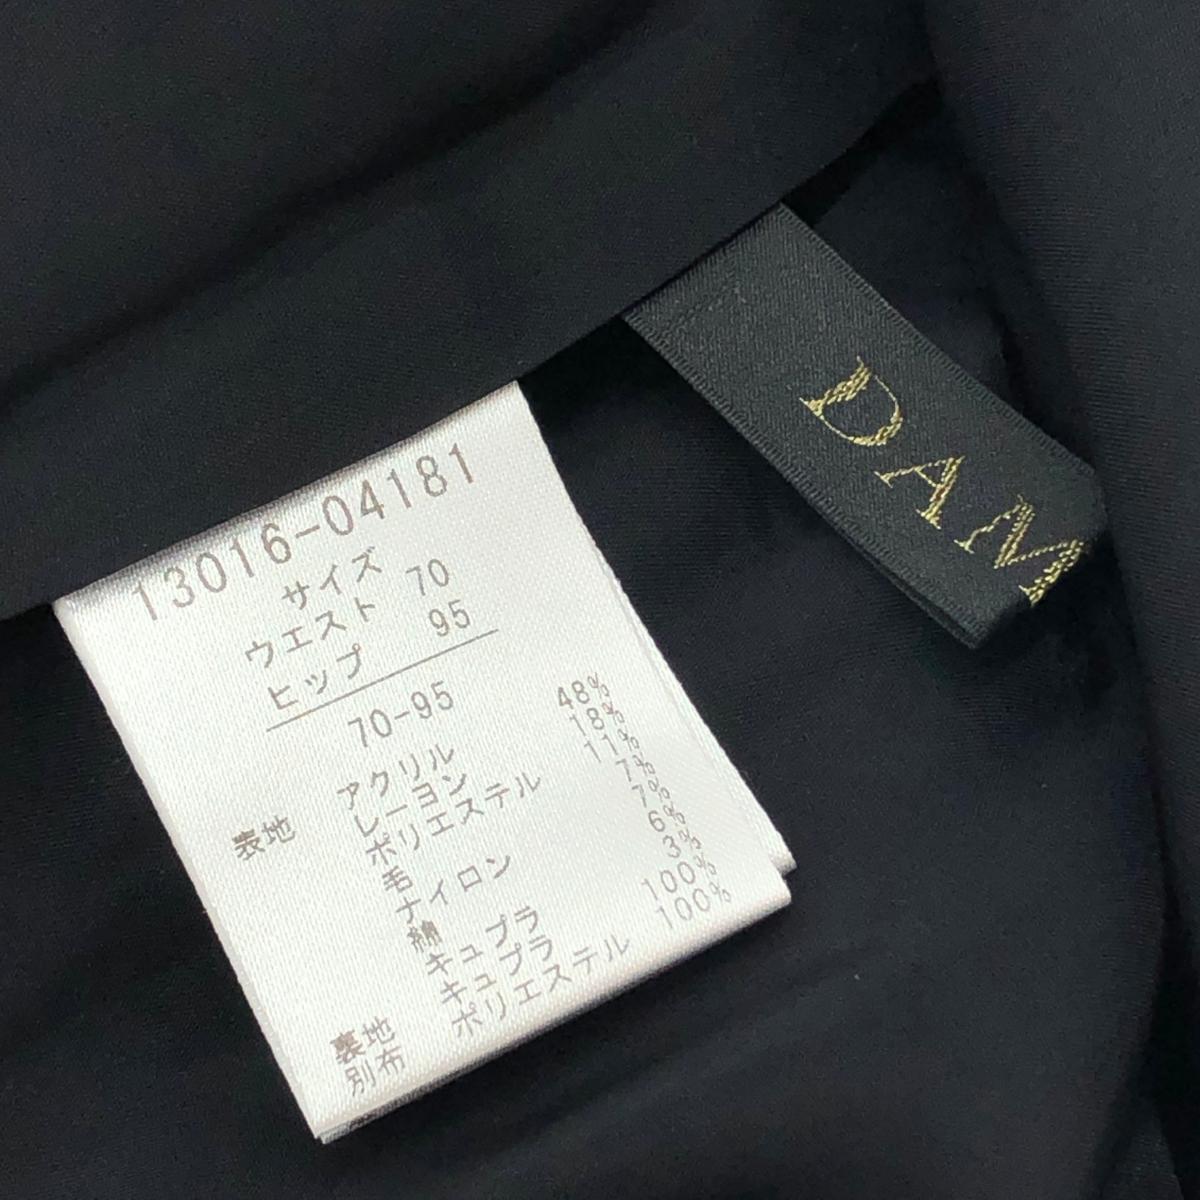 13016-04181
サイズ
ウエスト 70
ヒップ 95
70-95
表地 アクリル 48%
レーヨン 18%
ポリエステル 11%
毛 7%
ナイロン 7%
綿 6%
キュプラ 3%
裏地 キュプラ 100%
別布 ポリエステル 100%
DAM